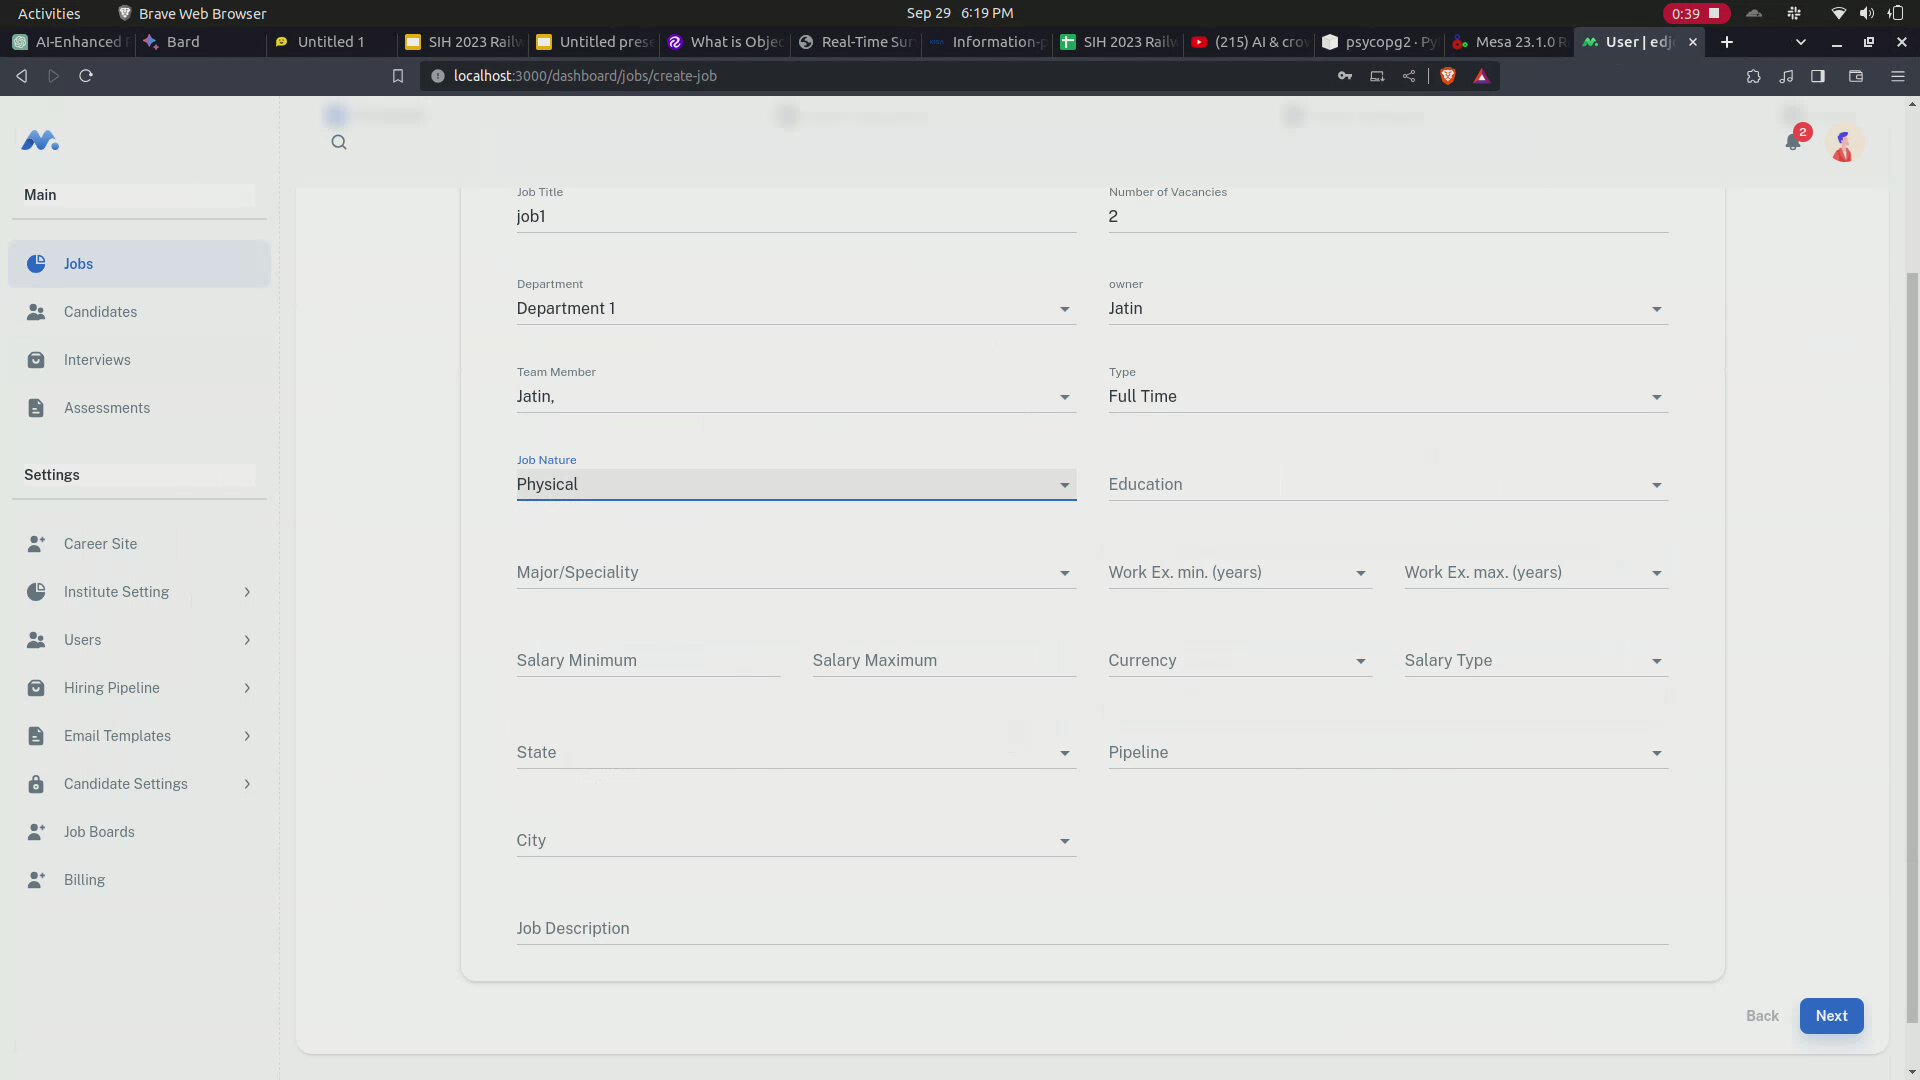 Activities
Brave Web Browser
Sep 29 6:19 PM
0:39
AI-Enhanced
Bard
Untitled 1
SIH 2023 Railw
Untitled prese
What is Objec
Real-Time Sur
Information-p
SIH 2023 Railw
(215) AI & crow
psycopg2 · Py
Mesa 23.1.0 R
User | edj
localhost:3000/dashboard/jobs/create-job
2
Main
Jobs
Candidates
Interviews
Assessments
Settings
Career Site
Institute Setting
Users
Hiring Pipeline
Email Templates
Candidate Settings
Job Boards
Billing
Job Title
job1
Number of Vacancies
2
Department
Department 1
owner
Jatin
Team Member
Jatin,
Type
Full Time
Job Nature
Physical
Education
Major/Speciality
Work Ex. min. (years)
Work Ex. max. (years)
Salary Minimum
Salary Maximum
Currency
Salary Type
State
Pipeline
City
Job Description
Back
Next